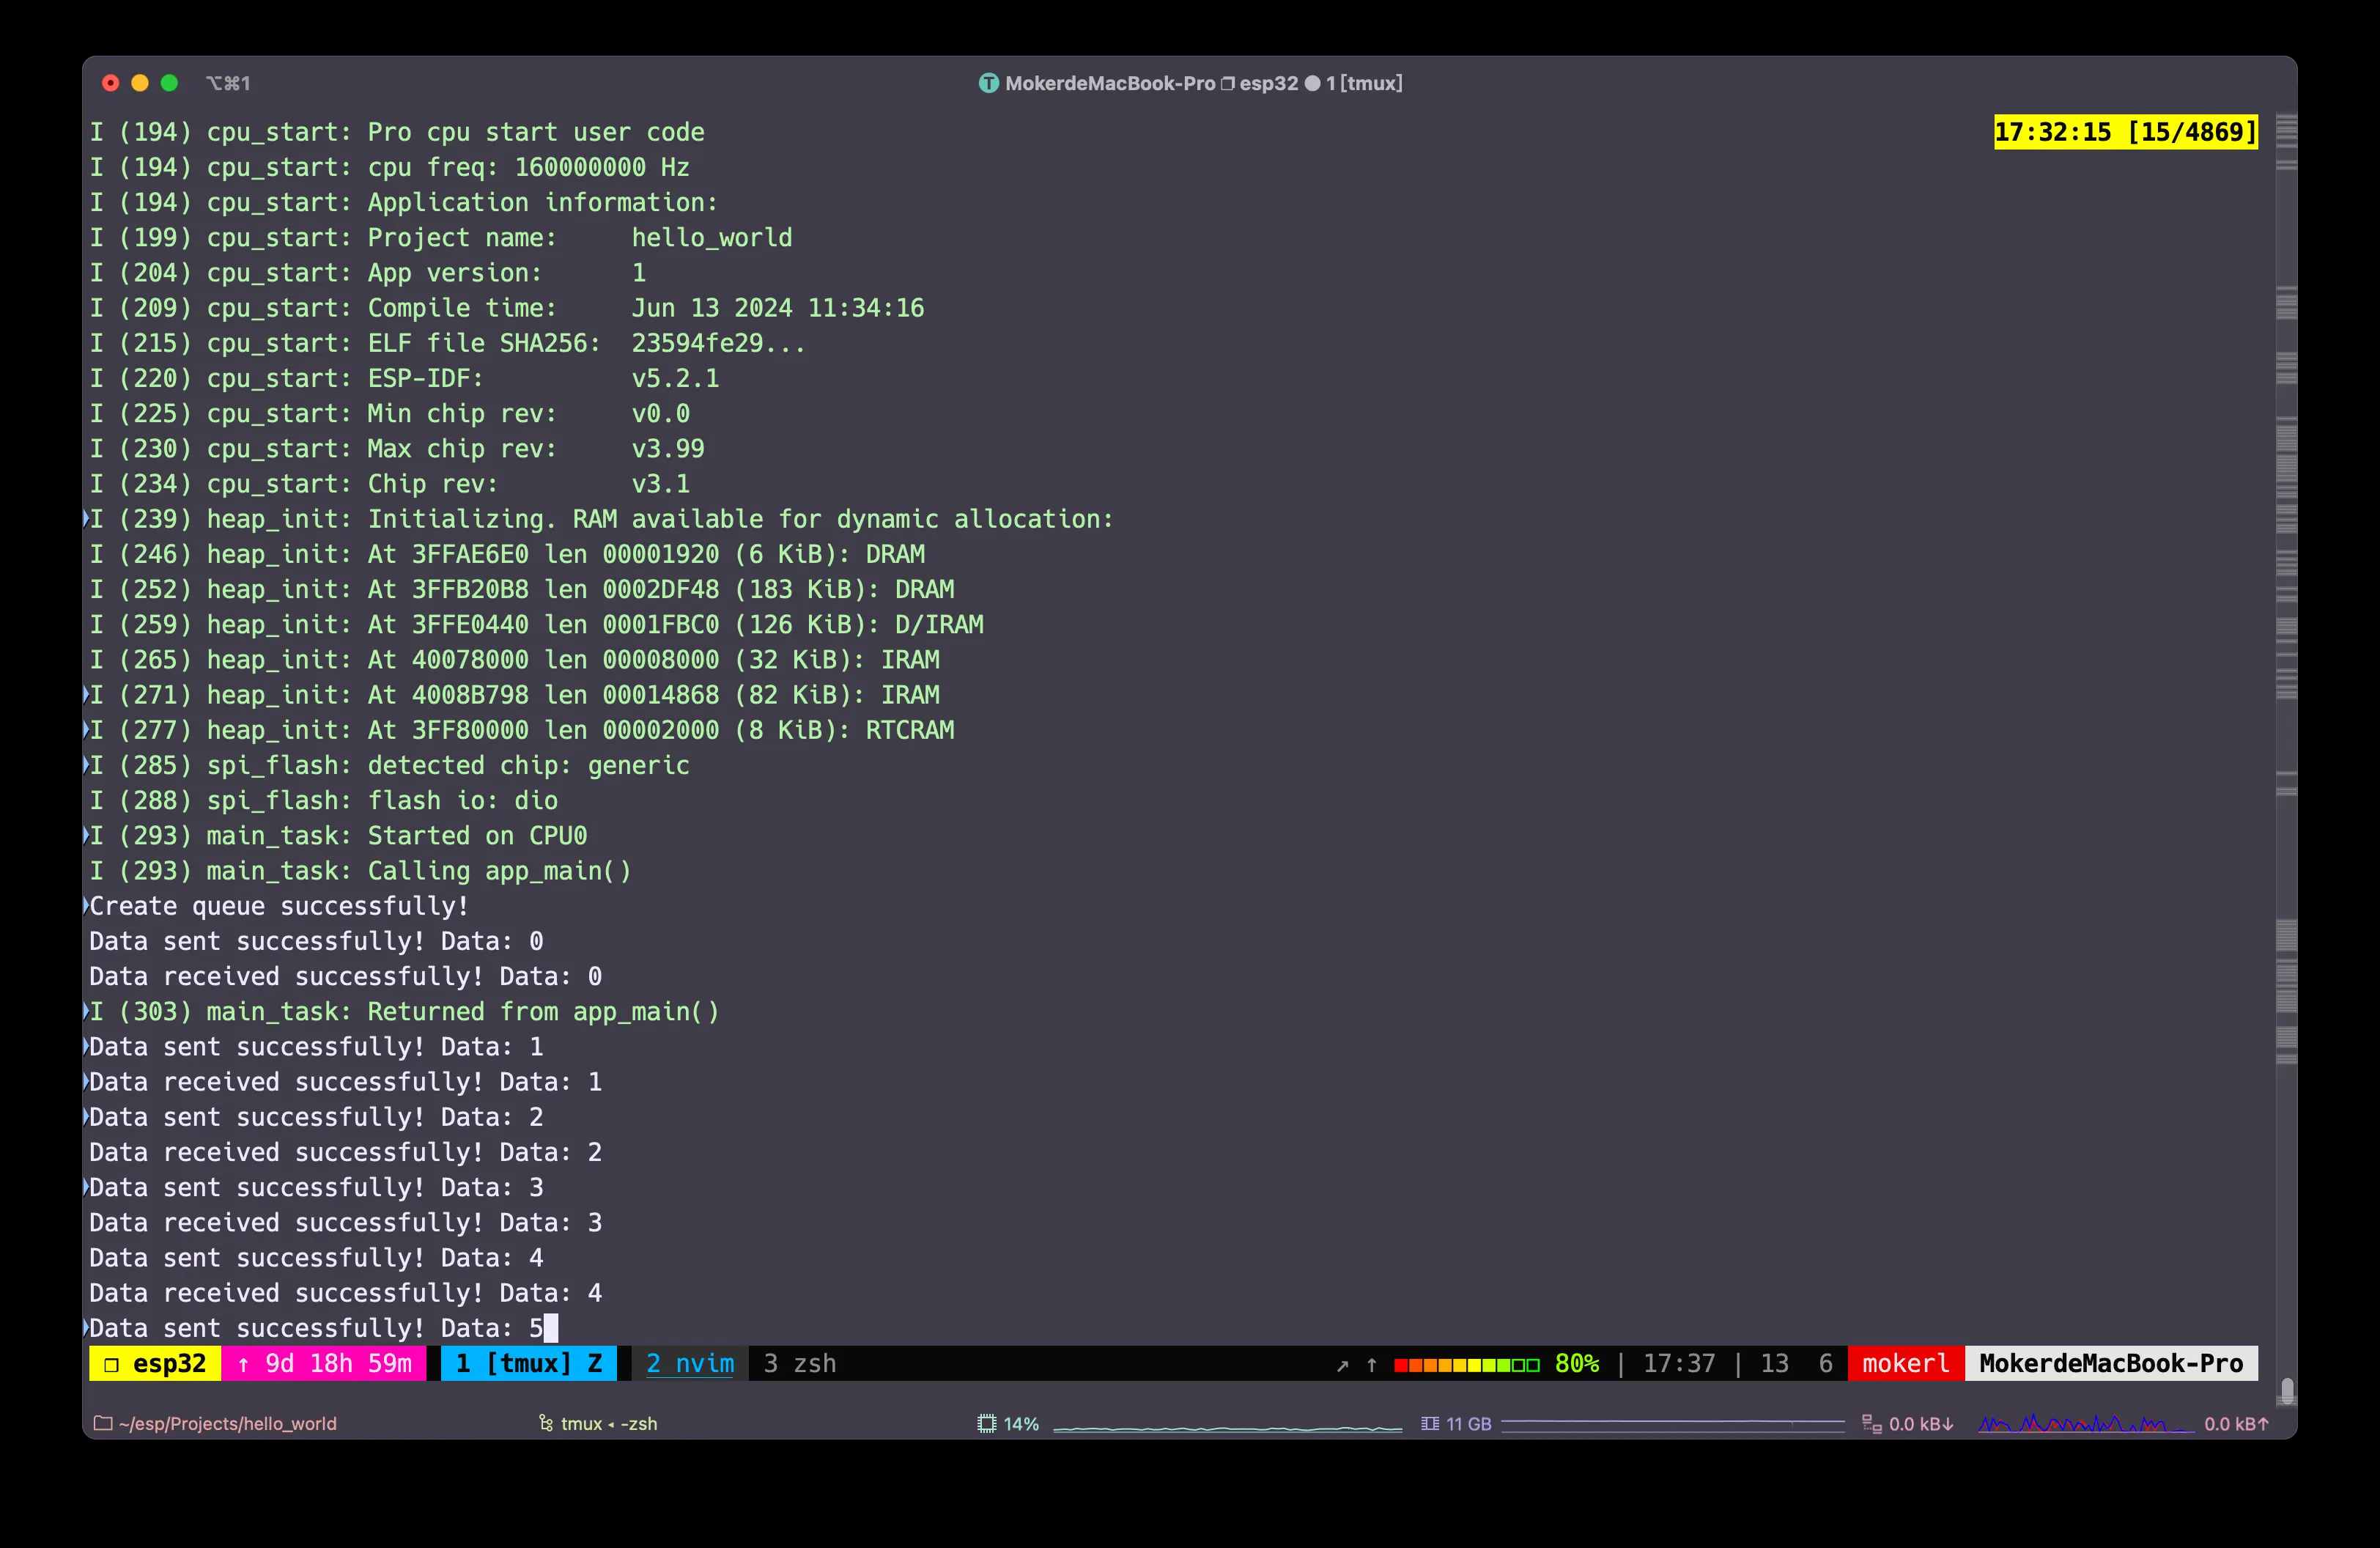 ⌥⌘1
T MokerdeMacBook-Pro ❐ esp32 ● 1 [tmux]
I (194) cpu_start: Pro cpu start user code
17:32:15 [15/4869]
I (194) cpu_start: cpu freq: 160000000 Hz
I (194) cpu_start: Application information:
I (199) cpu_start: Project name:     hello_world
I (204) cpu_start: App version:      1
I (209) cpu_start: Compile time:     Jun 13 2024 11:34:16
I (215) cpu_start: ELF file SHA256:  23594fe29...
I (220) cpu_start: ESP-IDF:          v5.2.1
I (225) cpu_start: Min chip rev:     v0.0
I (230) cpu_start: Max chip rev:     v3.99
I (234) cpu_start: Chip rev:         v3.1
I (239) heap_init: Initializing. RAM available for dynamic allocation:
I (246) heap_init: At 3FFAE6E0 len 00001920 (6 KiB): DRAM
I (252) heap_init: At 3FFB20B8 len 0002DF48 (183 KiB): DRAM
I (259) heap_init: At 3FFE0440 len 0001FBC0 (126 KiB): D/IRAM
I (265) heap_init: At 40078000 len 00008000 (32 KiB): IRAM
I (271) heap_init: At 4008B798 len 00014868 (82 KiB): IRAM
I (277) heap_init: At 3FF80000 len 00002000 (8 KiB): RTCRAM
I (285) spi_flash: detected chip: generic
I (288) spi_flash: flash io: dio
I (293) main_task: Started on CPU0
I (293) main_task: Calling app_main()
Create queue successfully!
Data sent successfully! Data: 0
Data received successfully! Data: 0
I (303) main_task: Returned from app_main()
Data sent successfully! Data: 1
Data received successfully! Data: 1
Data sent successfully! Data: 2
Data received successfully! Data: 2
Data sent successfully! Data: 3
Data received successfully! Data: 3
Data sent successfully! Data: 4
Data received successfully! Data: 4
Data sent successfully! Data: 5
❐ esp32 ↑ 9d 18h 59m 1 [tmux] Z 2 nvim 3 zsh ↗ ↑ 80% | 17:37 | 13 6 mokerl MokerdeMacBook-Pro
~/esp/Projects/hello_world tmux ◂ -zsh 14% 11 GB 0.0 kB↓ 0.0 kB↑